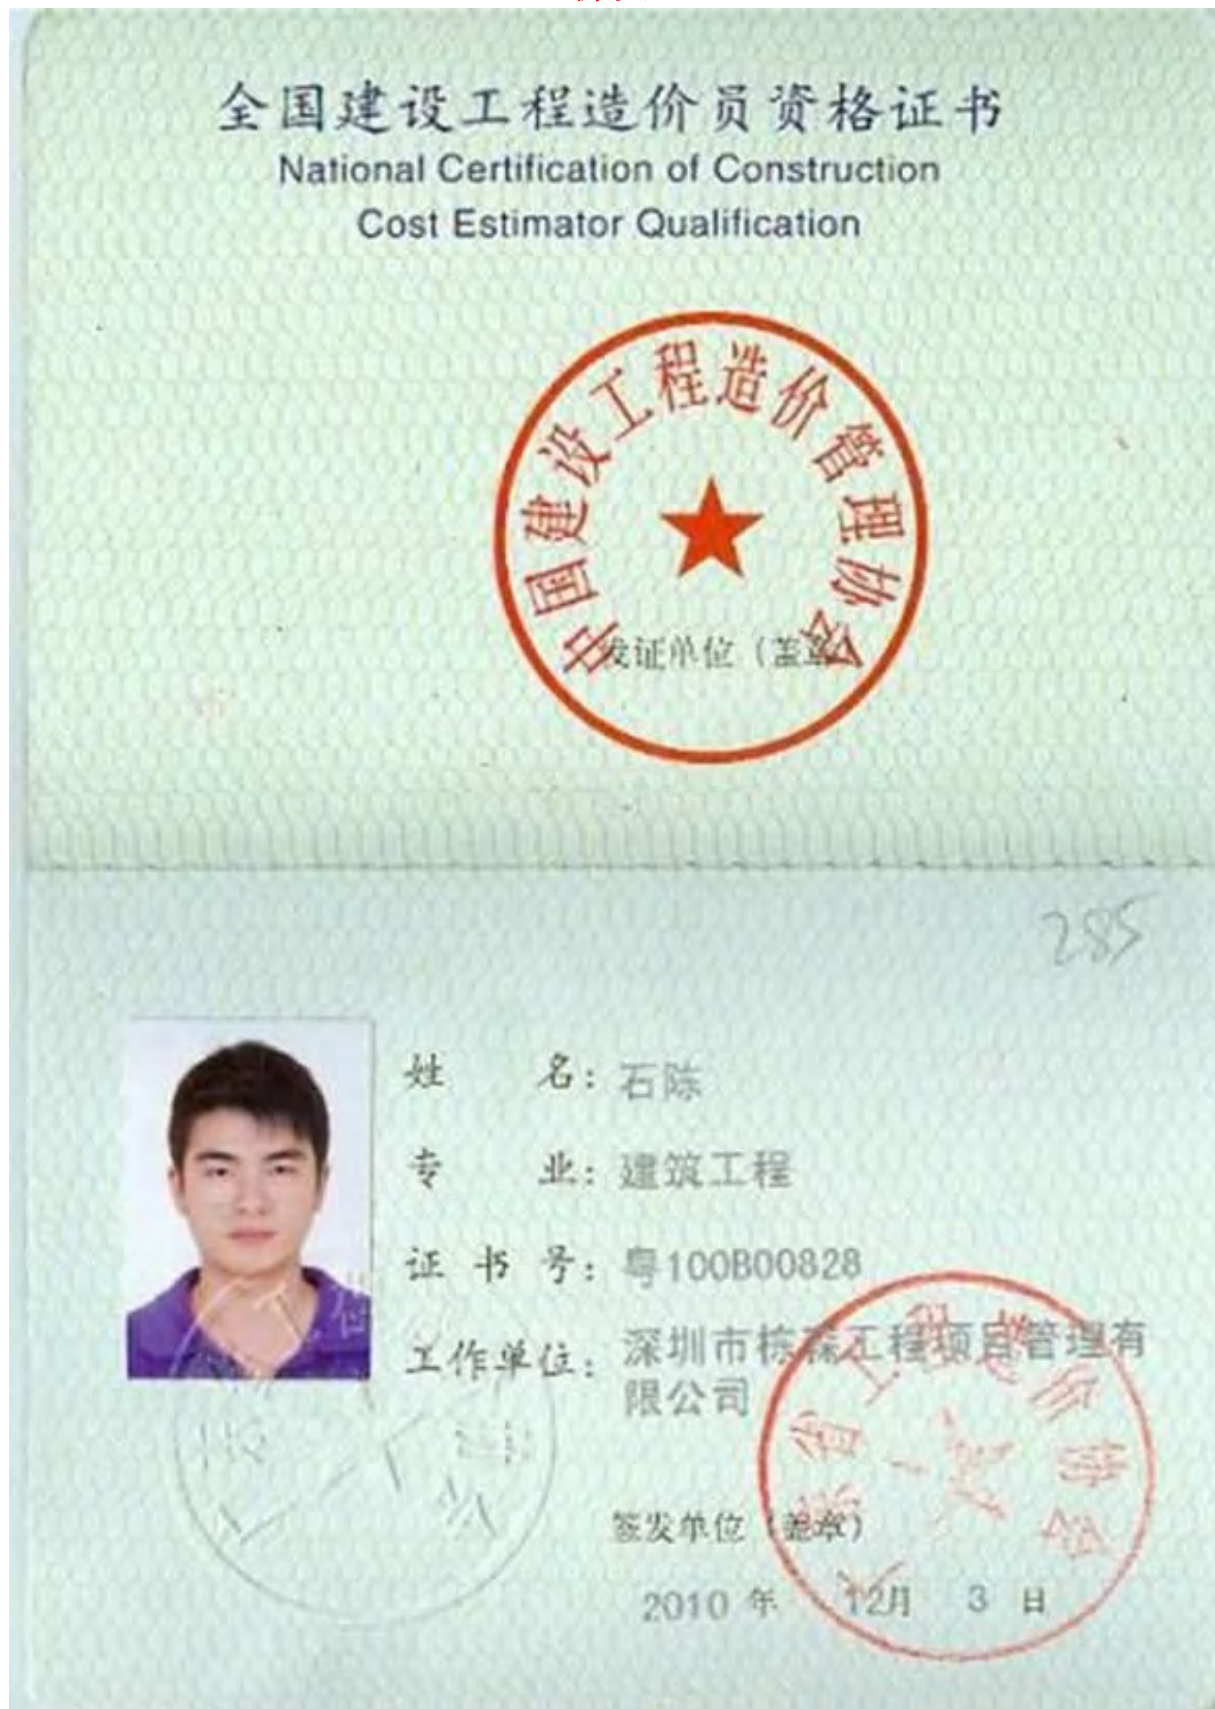 全国建设工程造价员资格证书
National Certification of Construction
Cost Estimator Qualification
中国建设工程造价管理协会
发证单位（盖章）
285
姓 名：石陈
专 业：建筑工程
证 书 号：粤100B00828
工作单位：深圳市栋森工程项目管理有
限公司
签发单位（盖章）
2010 年 12月 3 日